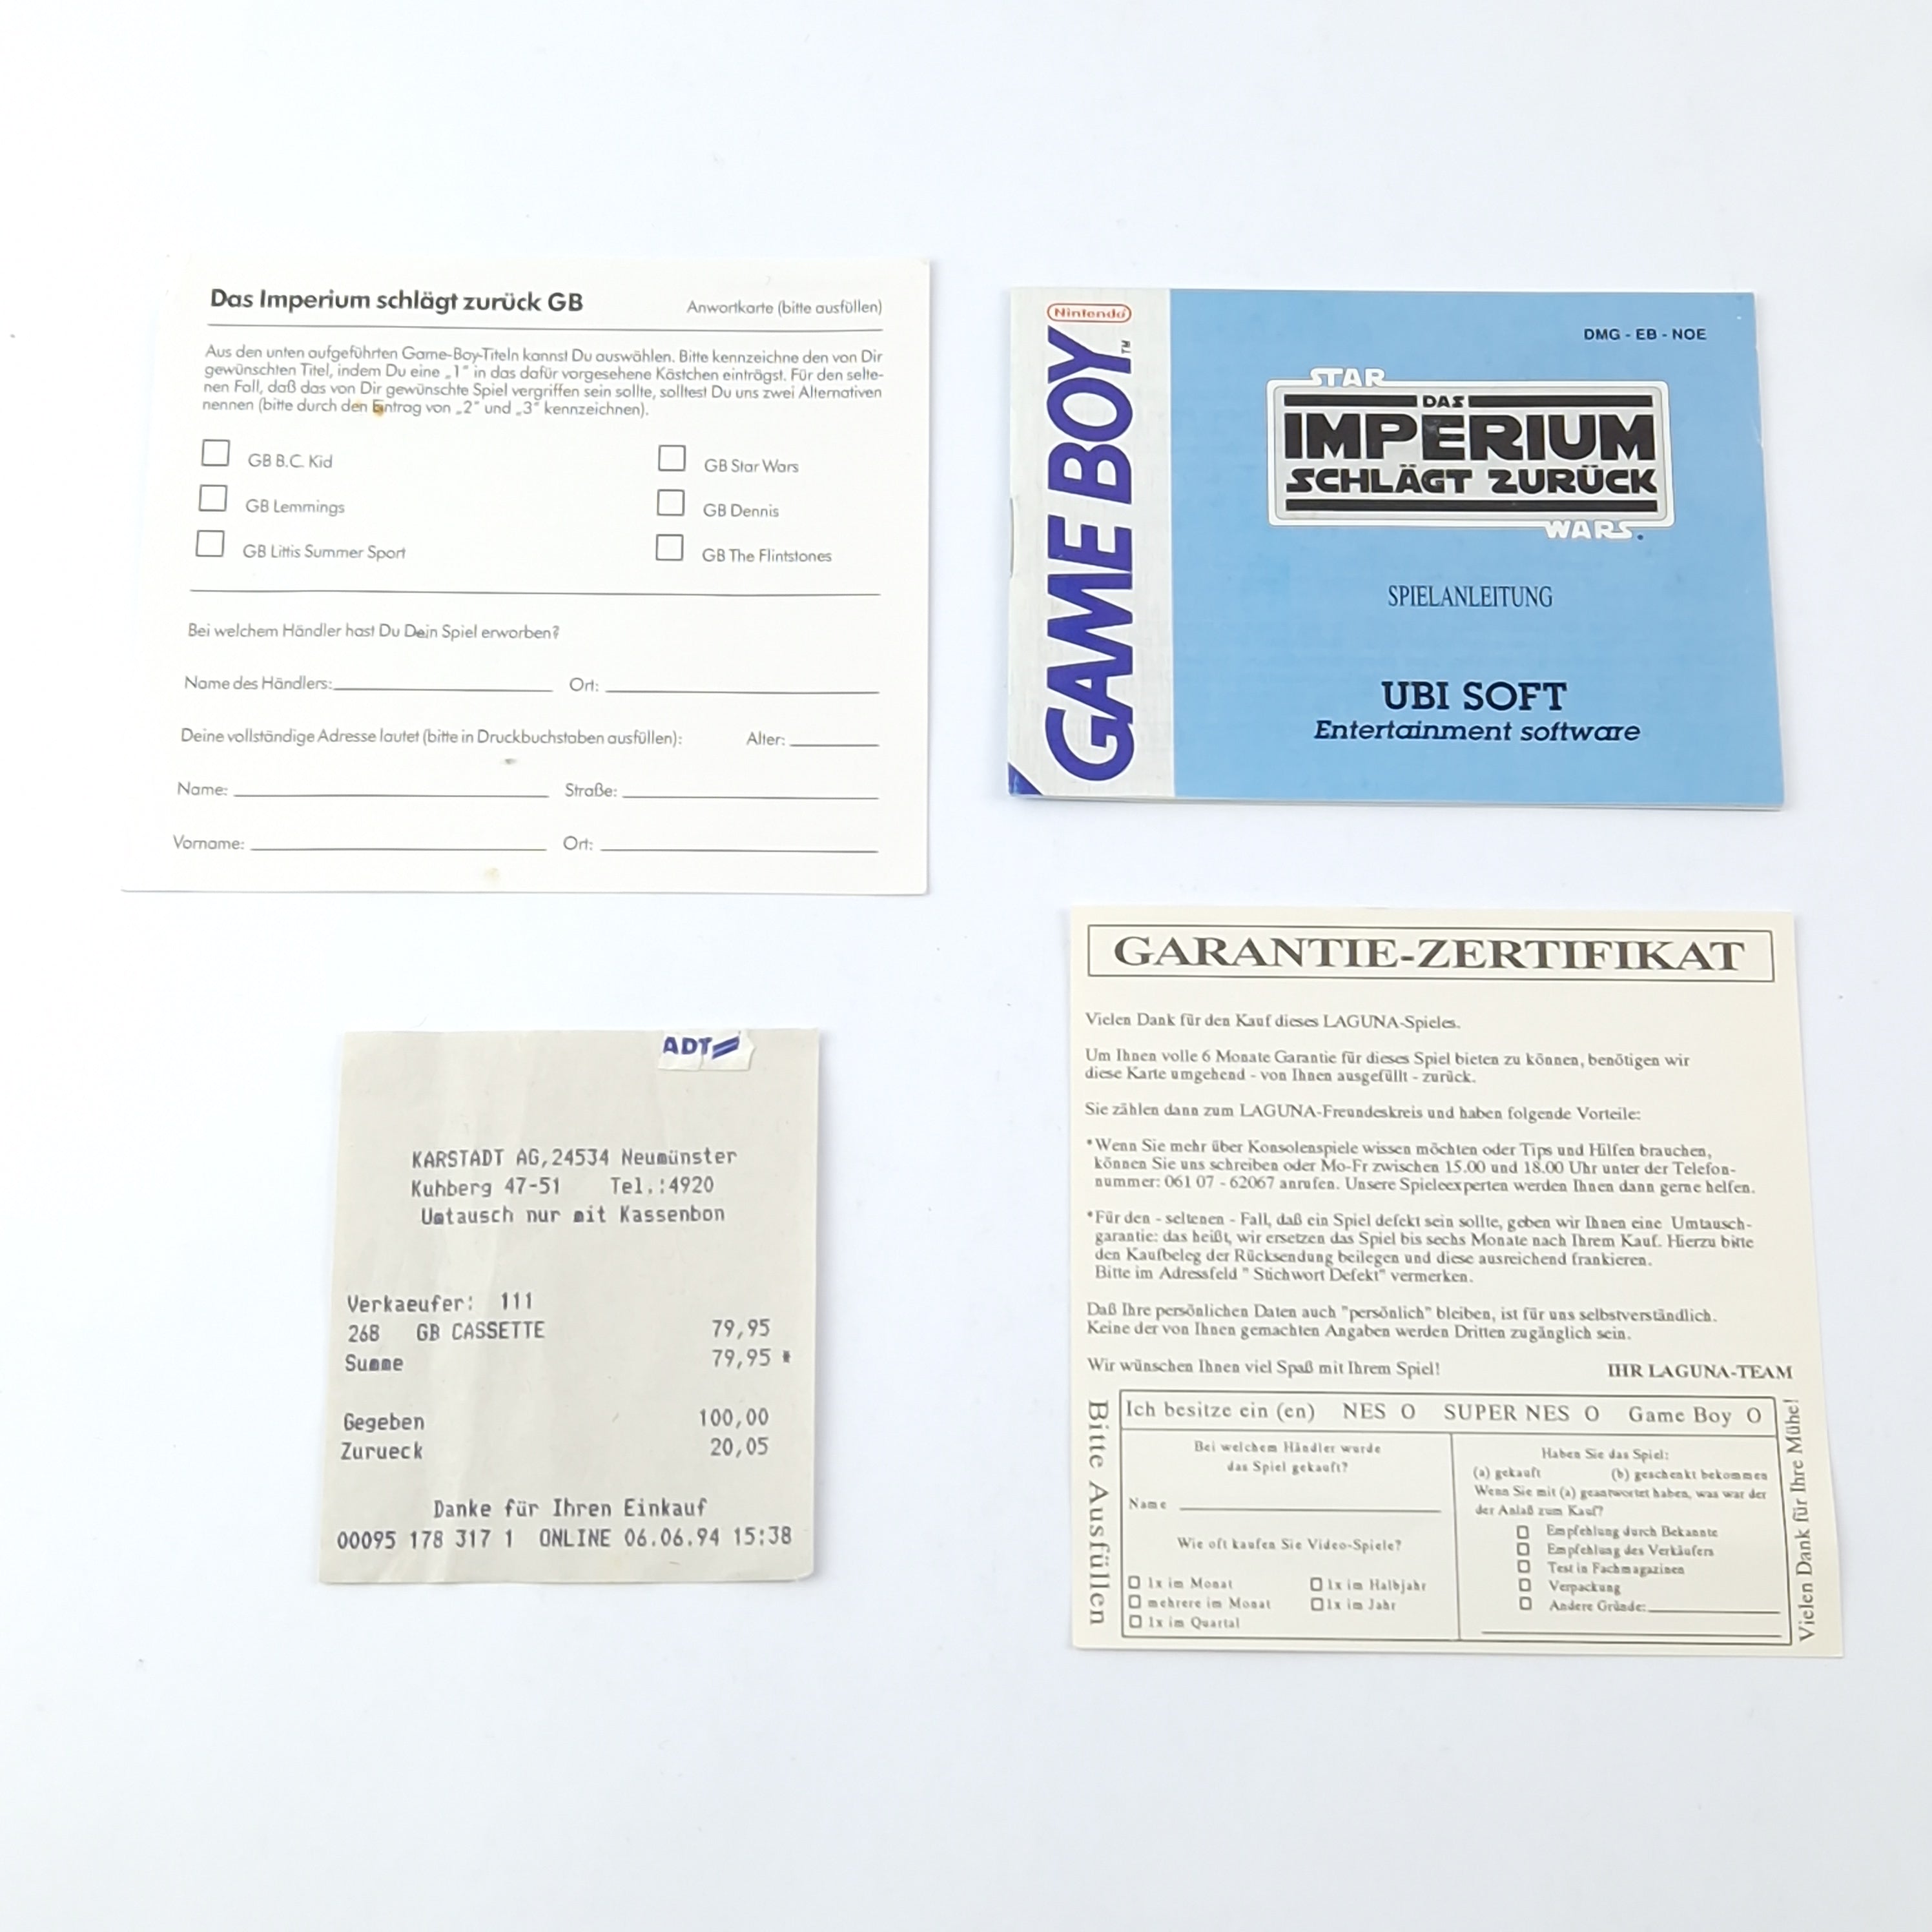 Das Imperium schlägt zurück GB
Anwortkarte (bitte ausfüllen)
Aus den unten aufgeführten Game-Boy-Titeln kannst Du auswählen. Bitte kennzeichne den von Dir
gewünschten Titel, indem Du eine „1" in das dafür vorgesehene Kästchen einträgst. Für den selte-
nen Fall, daß das von Dir gewünschte Spiel vergriffen sein sollte, solltest Du uns zwei Alternativen
nennen (bitte durch den Eintrag von „2" und „3" kennzeichnen).
GB B.C. Kid
GB Star Wars
GB Lemmings
GB Dennis
GB Littis Summer Sport
GB The Flintstones
Bei welchem Händler hast Du Dein Spiel erworben?
Name des Händlers:
Ort:
Deine vollständige Adresse lautet (bitte in Druckbuchstaben ausfüllen):
Alter:
Name:
Straße:
Vorname:
Ort:
Nintendo
GAME BOY™
DMG - EB - NOE
STAR
DAS
IMPERIUM
SCHLÄGT ZURÜCK
WARS.
SPIELANLEITUNG
UBI SOFT
Entertainment software
ADT
KARSTADT AG,24534 Neumünster
Kuhberg 47-51 Tel.:4920
Umtausch nur mit Kassenbon
Verkaeufer: 111
268 GB CASSETTE 79,95
Summe 79,95 *
Gegeben 100,00
Zurueck 20,05
Danke für Ihren Einkauf
00095 178 317 1 ONLINE 06.06.94 15:38
GARANTIE-ZERTIFIKAT
Vielen Dank für den Kauf dieses LAGUNA-Spieles.
Um Ihnen volle 6 Monate Garantie für dieses Spiel bieten zu können, benötigen wir
diese Karte umgehend - von Ihnen ausgefüllt - zurück.
Sie zählen dann zum LAGUNA-Freundeskreis und haben folgende Vorteile:
*Wenn Sie mehr über Konsolenspiele wissen möchten oder Tips und Hilfen brauchen,
können Sie uns schreiben oder Mo-Fr zwischen 15.00 und 18.00 Uhr unter der Telefon-
nummer: 061 07 - 62067 anrufen. Unsere Spieleexperten werden Ihnen dann gerne helfen.
*Für den - seltenen - Fall, daß ein Spiel defekt sein sollte, geben wir Ihnen eine Umtausch-
garantie: das heißt, wir ersetzen das Spiel bis sechs Monate nach Ihrem Kauf. Hierzu bitte
den Kaufbeleg der Rücksendung beilegen und diese ausreichend frankieren.
Bitte im Adressfeld " Stichwort Defekt" vermerken.
Daß Ihre persönlichen Daten auch "persönlich" bleiben, ist für uns selbstverständlich.
Keine der von Ihnen gemachten Angaben werden Dritten zugänglich sein.
Wir wünschen Ihnen viel Spaß mit Ihrem Spiel!
IHR LAGUNA-TEAM
Bitte Ausfüllen
Ich besitze ein (en) NES O SUPER NES O Game Boy O
Bei welchem Händler wurde
das Spiel gekauft?
Name
Wie oft kaufen Sie Video-Spiele?
1x im Monat
1x im Halbjahr
mehrere im Monat
1x im Jahr
1x im Quartal
Haben Sie das Spiel:
(a) gekauft (b) geschenkt bekommen
Wenn Sie mit (a) geantwortet haben, was war der
der Anlaß zum Kauf?
Empfehlung durch Bekannte
Empfehlung des Verkäufers
Test in Fachmagazinen
Verpackung
Andere Gründe:
Vielen Dank für Ihre Mühe!